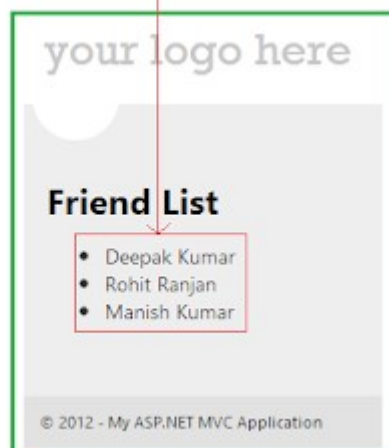 your logo here
Friend List
Deepak Kumar
Rohit Ranjan
Manish Kumar
© 2012 - My ASP.NET MVC Application